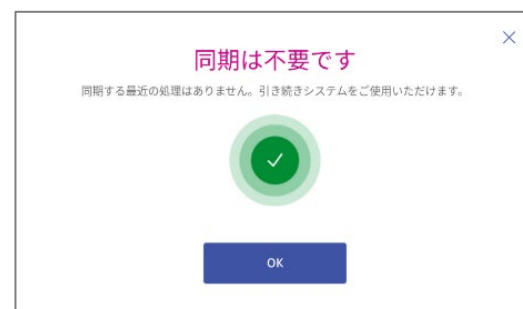 同期は不要です
同期する最近の処理はありません。引き続きシステムをご使用いただけます。
OK